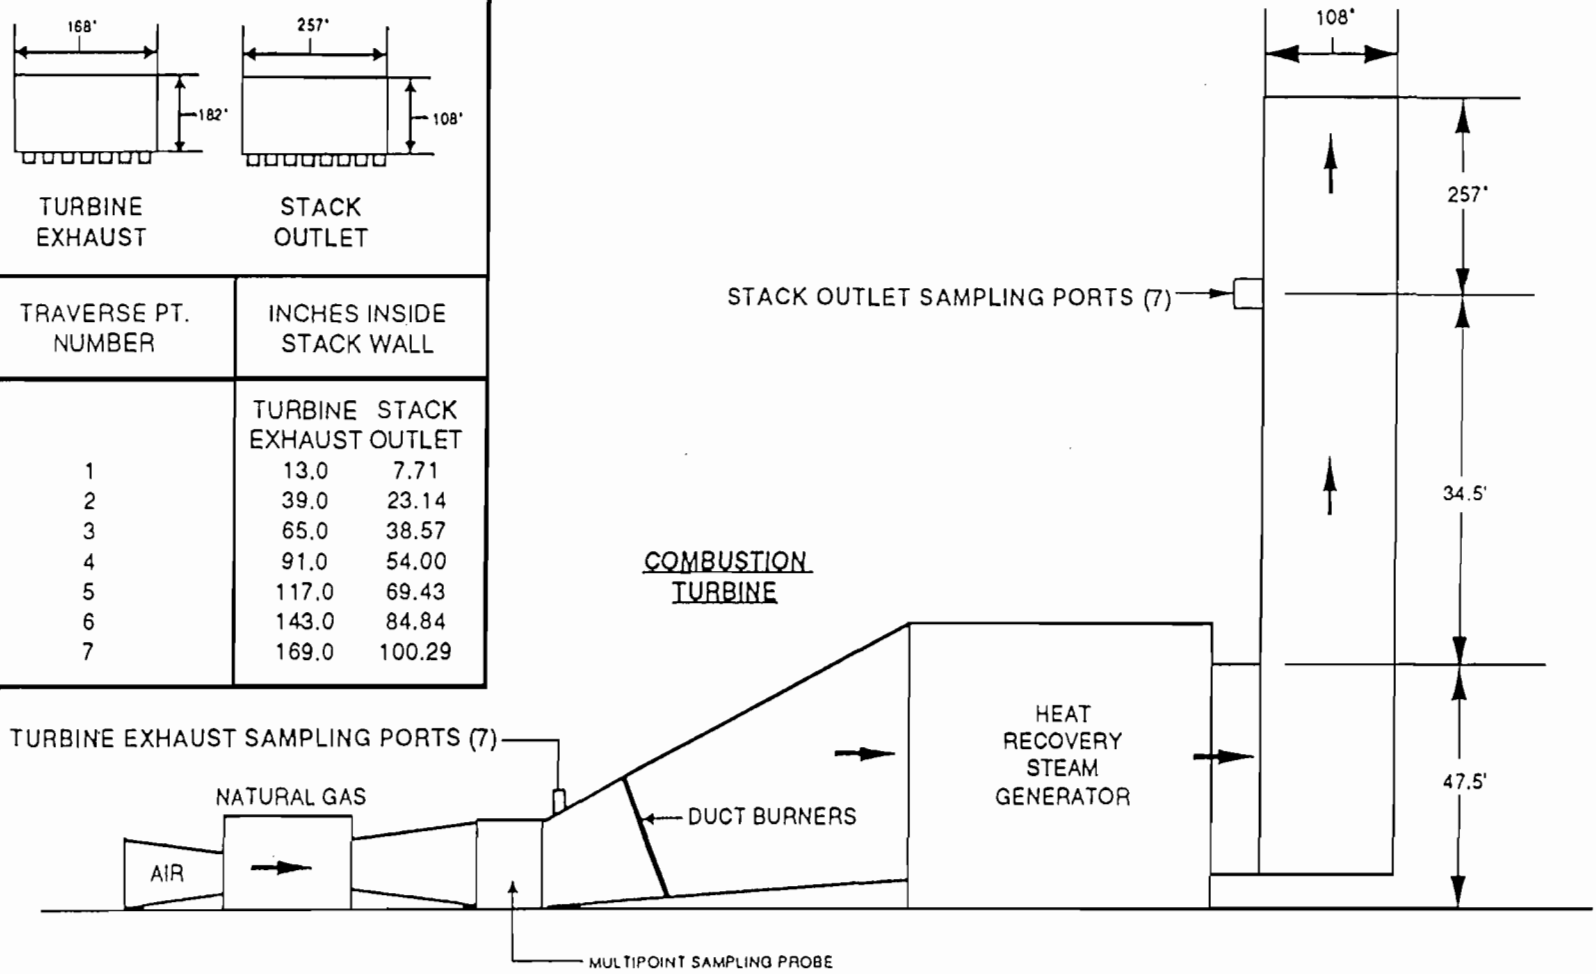 168'
257'
182'
108'
TURBINE
EXHAUST
STACK
OUTLET
TRAVERSE PT.
NUMBER
INCHES INSIDE
STACK WALL
TURBINE STACK
EXHAUST OUTLET
1 13.0 7.71
2 39.0 23.14
3 65.0 38.57
4 91.0 54.00
5 117.0 69.43
6 143.0 84.84
7 169.0 100.29
108'
257'
STACK OUTLET SAMPLING PORTS (7)
34.5'
COMBUSTION
TURBINE
47.5'
HEAT
RECOVERY
STEAM
GENERATOR
TURBINE EXHAUST SAMPLING PORTS (7)
NATURAL GAS
DUCT BURNERS
AIR
MULTIPOINT SAMPLING PROBE